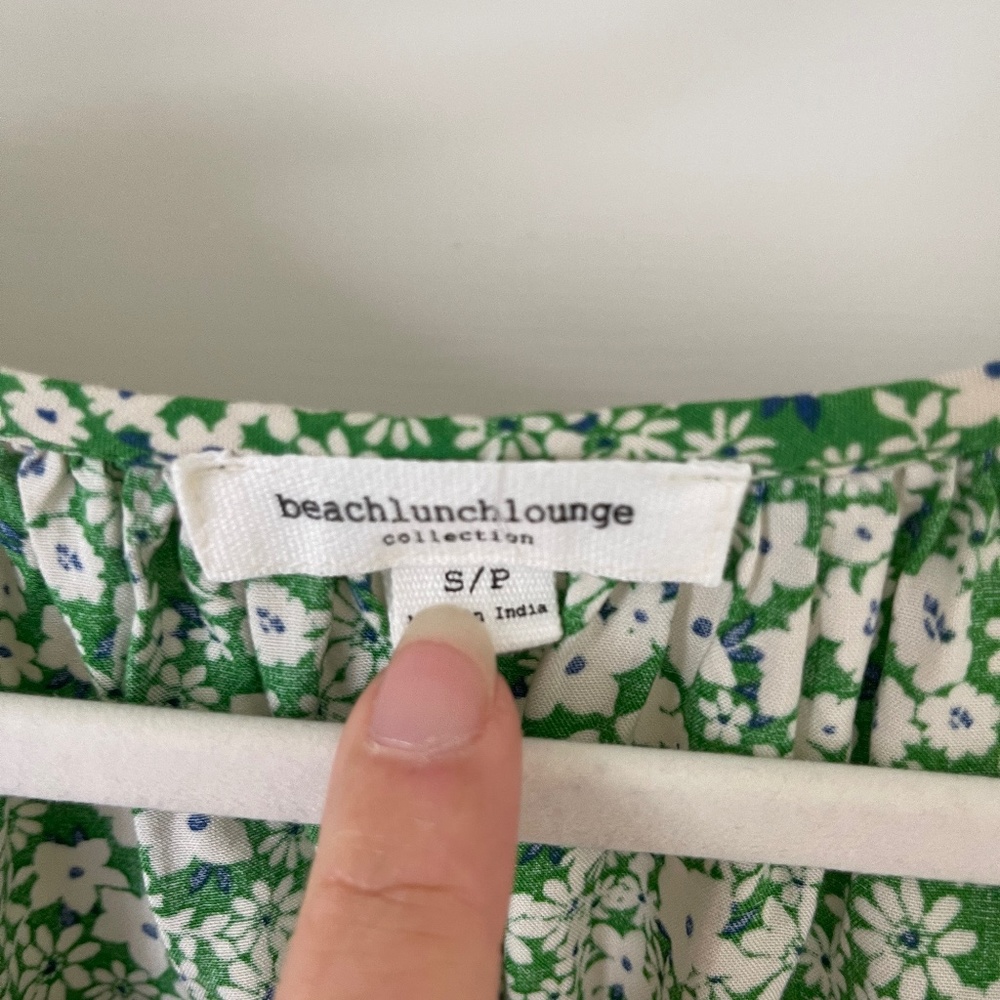 beachlunchlounge
collection
S/P
India